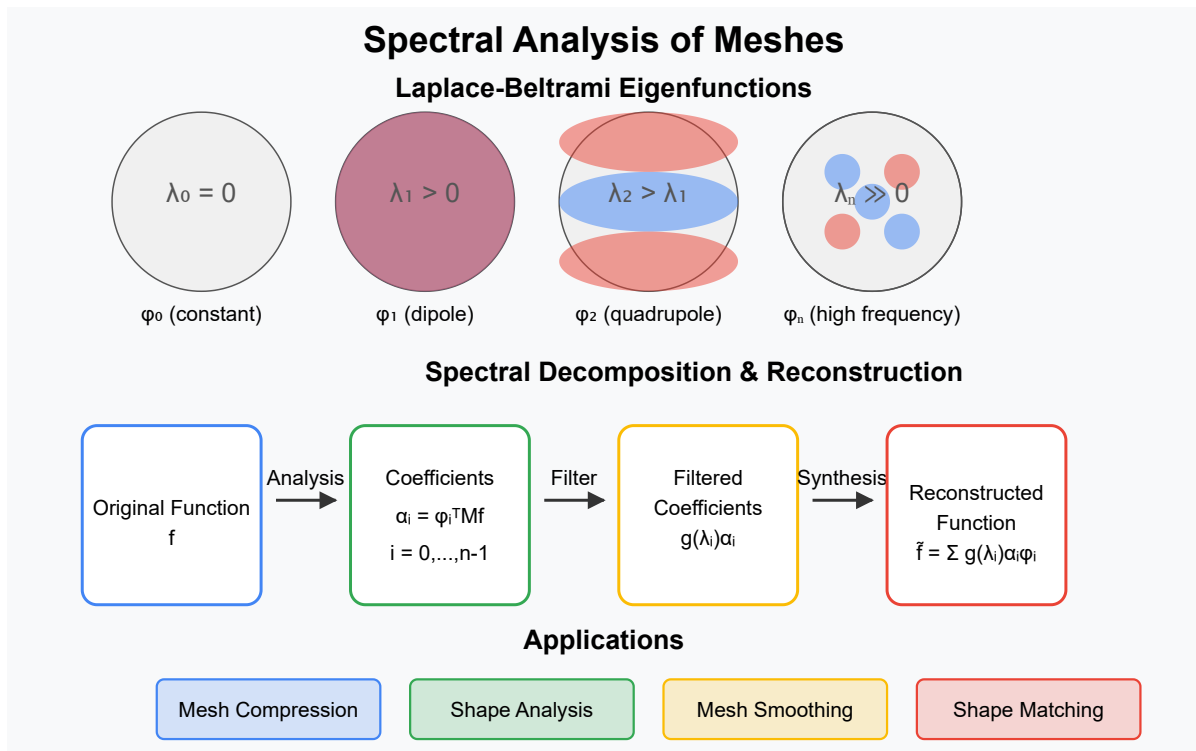 Spectral Analysis of Meshes
Laplace-Beltrami Eigenfunctions
λ₀ = 0
λ₁ > 0
λ₂ > λ₁
λₙ ≫ 0
φ₀ (constant)
φ₁ (dipole)
φ₂ (quadrupole)
φₙ (high frequency)
Spectral Decomposition & Reconstruction
Original Function
f
Analysis
Coefficients
αᵢ = φᵢᵀMf
i = 0,...,n-1
Filter
Filtered
Coefficients
g(λᵢ)αᵢ
Synthesis
Reconstructed
Function
f̃ = Σ g(λᵢ)αᵢφᵢ
Applications
Mesh Compression
Shape Analysis
Mesh Smoothing
Shape Matching